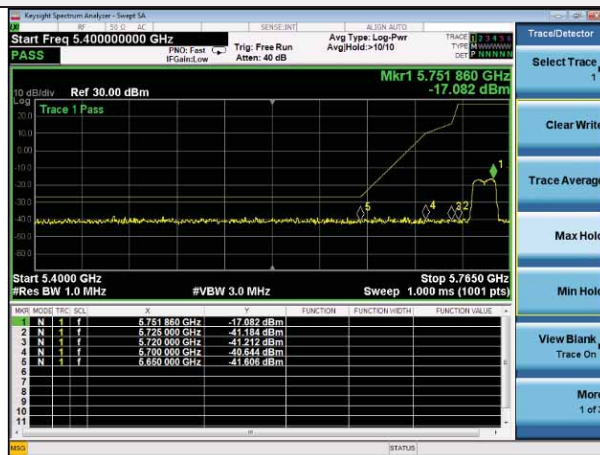 Keysight Spectrum Analyzer - Swept SA
RF 50 Ω AC SENSE:INT ALIGN AUTO
Start Freq 5.400000000 GHz
PASS
PNO: Fast
IFGain:Low
Trig: Free Run
Atten: 40 dB
Avg Type: Log-Pwr
Avg|Hold:>10/10
TRACE 1 2 3 4 5 6
TYPE M W W W W W
DET P N N N N N
Mkr1 5.751 860 GHz
-17.082 dBm
10 dB/div Ref 30.00 dBm
Log
Trace 1 Pass
20.0
10.0
0.00
-10.0
-20.0
-30.0
-40.0
-50.0
-60.0
1
5
4
3
2
Start 5.4000 GHz Stop 5.7650 GHz
#Res BW 1.0 MHz #VBW 3.0 MHz Sweep 1.000 ms (1001 pts)
MKR MODE TRC SCL X Y FUNCTION FUNCTION WIDTH FUNCTION VALUE
1 N 1 f 5.751 860 GHz -17.082 dBm
2 N 1 f 5.725 000 GHz -41.184 dBm
3 N 1 f 5.720 000 GHz -41.212 dBm
4 N 1 f 5.700 000 GHz -40.644 dBm
5 N 1 f 5.650 000 GHz -41.606 dBm
6
7
8
9
10
11
MSG STATUS
Trace/Detector
Select Trace
1
Clear Write
Trace Average
Max Hold
Min Hold
View Blank
Trace On
More
1 of 3